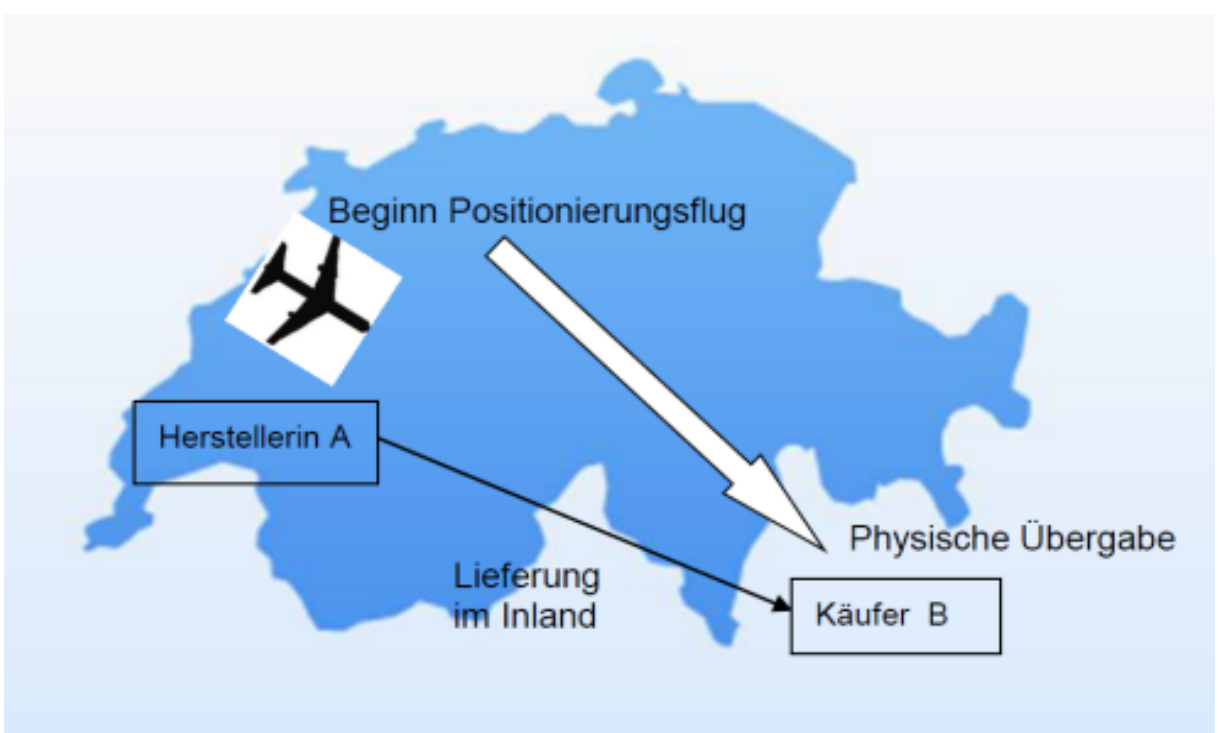 Beginn Positionierungsflug
Herstellerin A
Physische Übergabe
Lieferung
im Inland
Käufer B